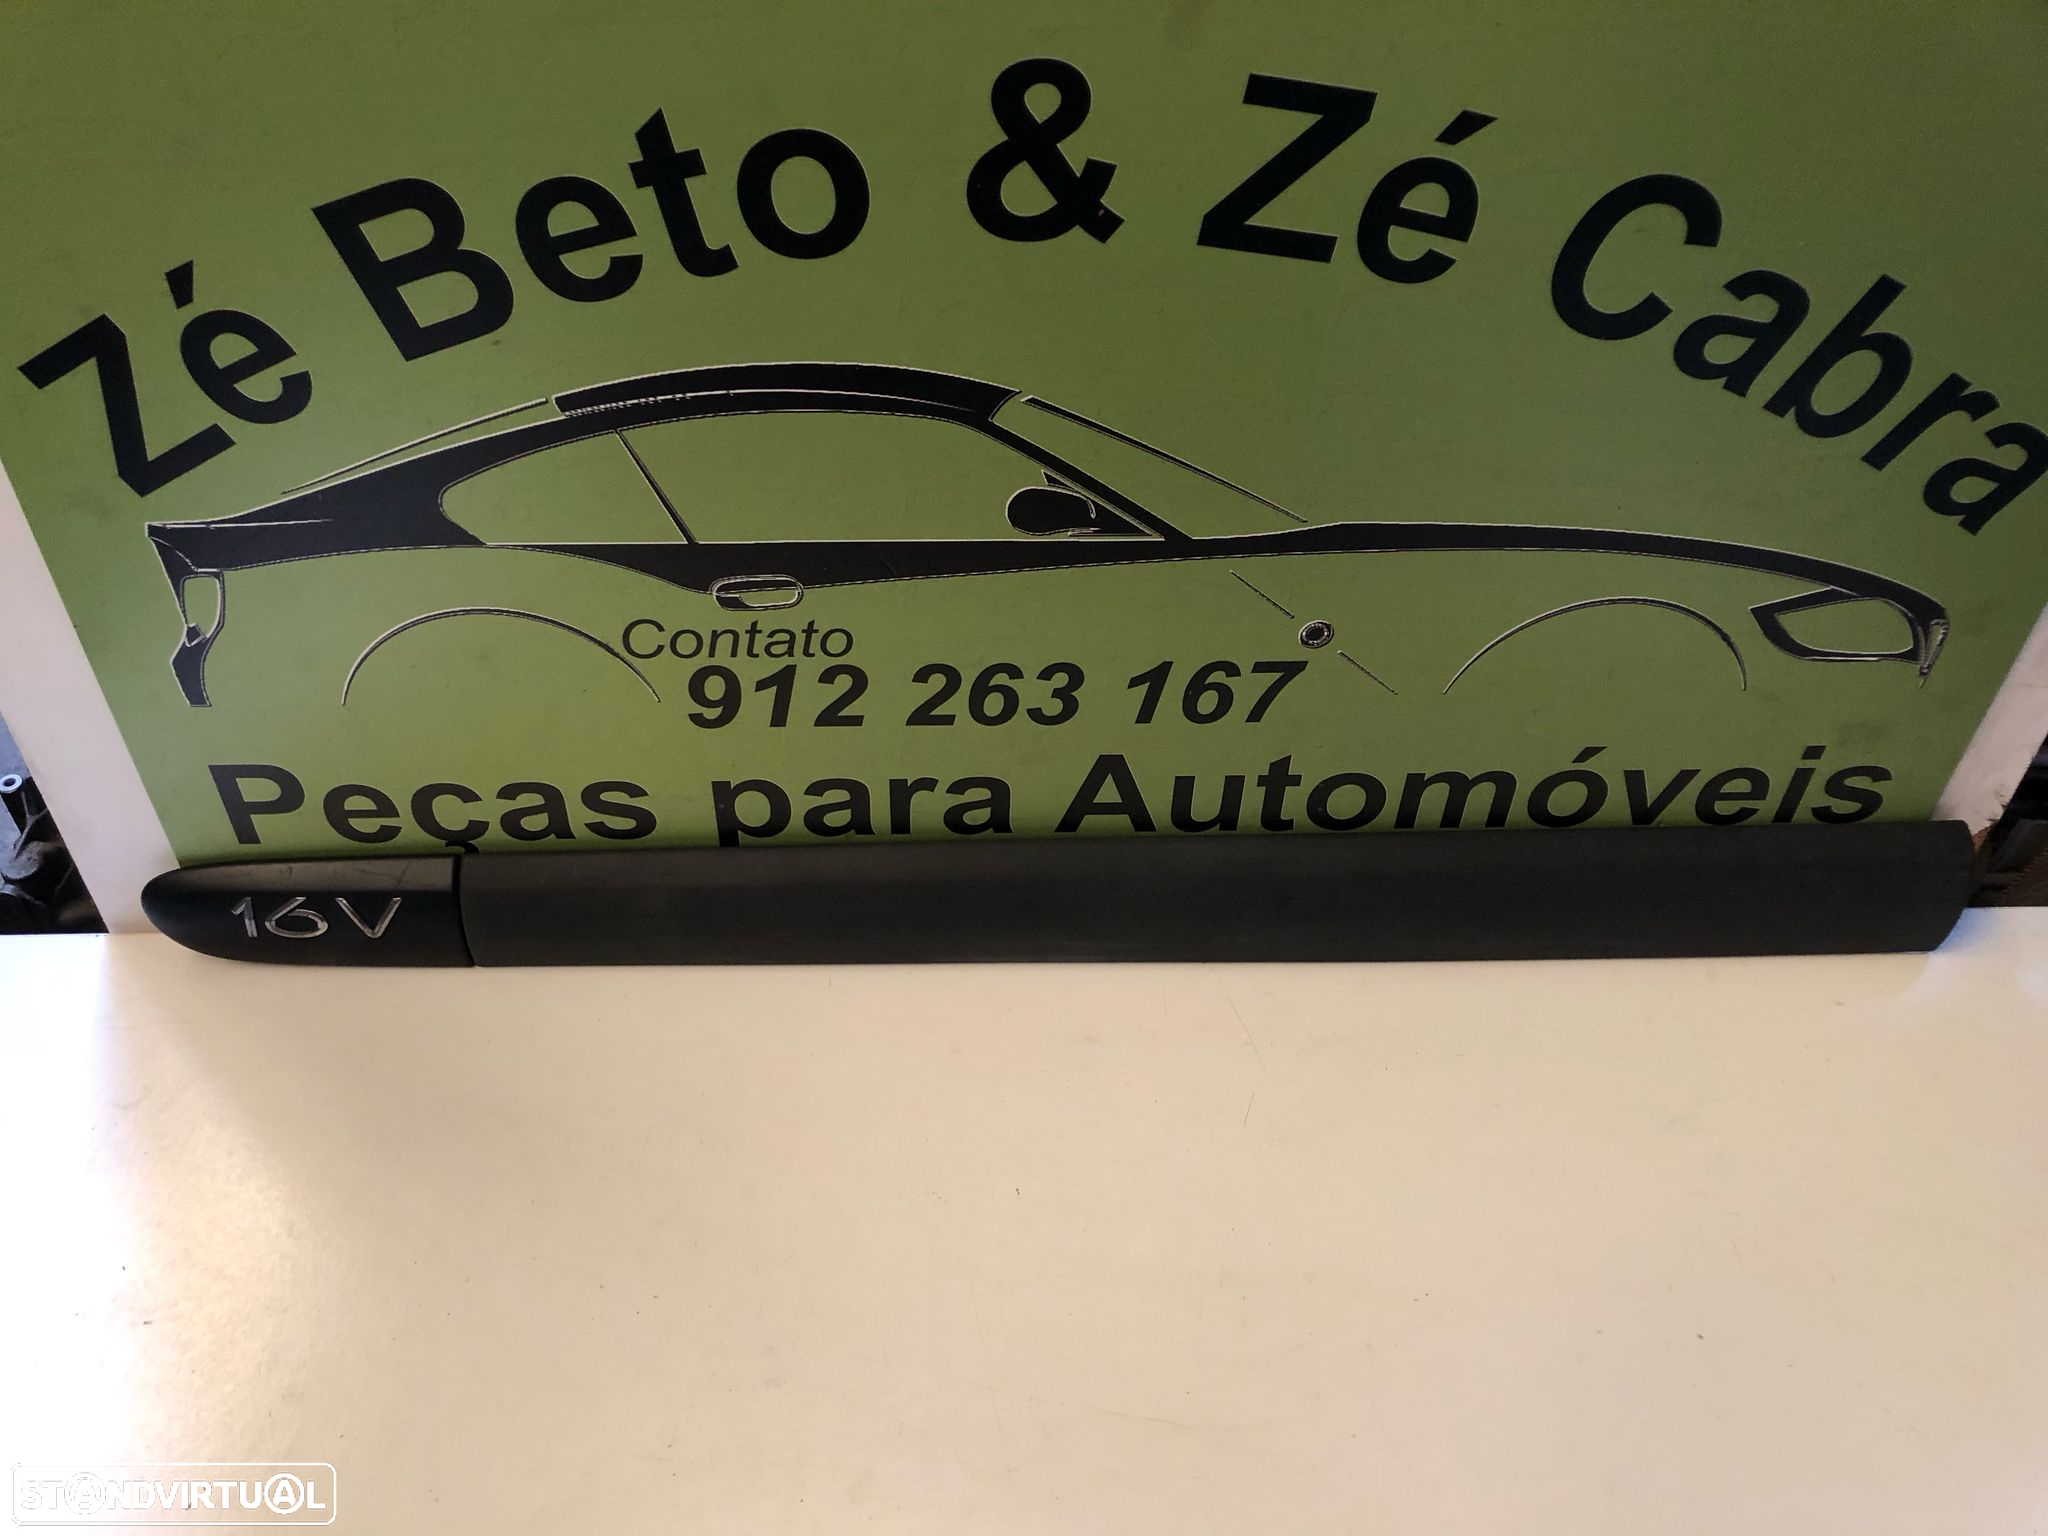 Zé Beto & Zé Cabra
Contato
912 263 167
Peças para Automóveis
16V
STANDVIRTUAL